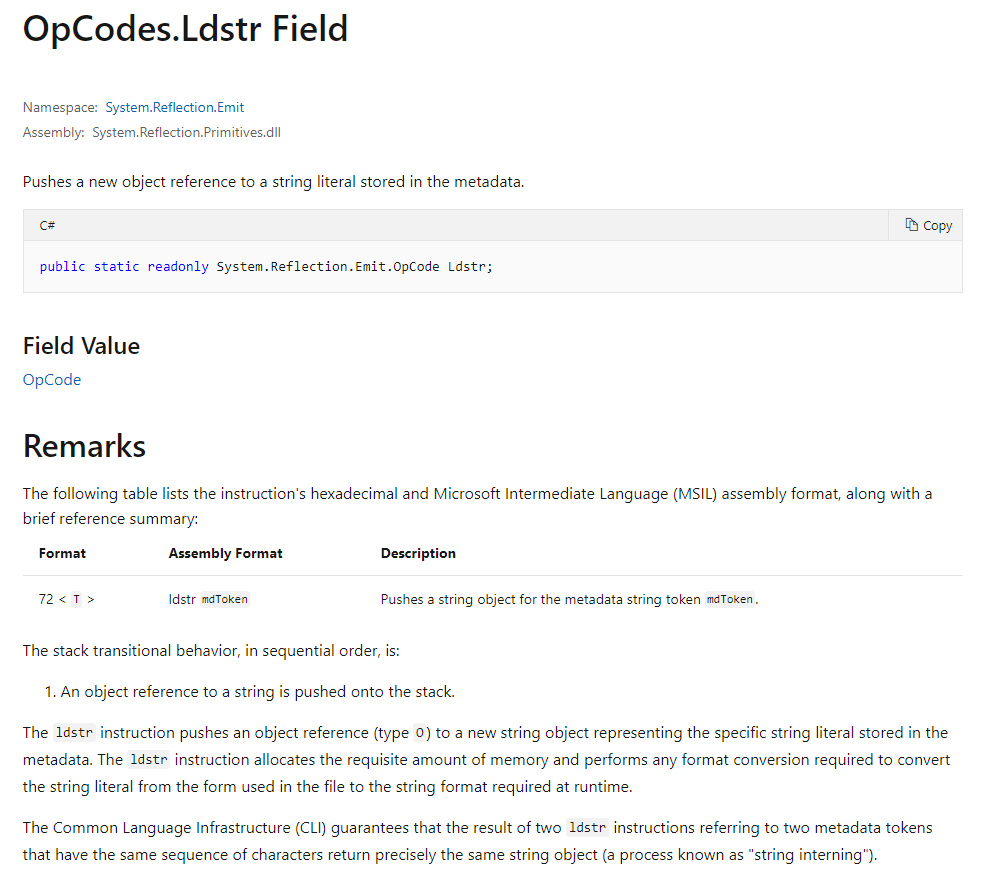 OpCodes.Ldstr Field
Namespace: System.Reflection.Emit
Assembly: System.Reflection.Primitives.dll
Pushes a new object reference to a string literal stored in the metadata.
C# Copy
public static readonly System.Reflection.Emit.OpCode Ldstr;
Field Value
OpCode
Remarks
The following table lists the instruction's hexadecimal and Microsoft Intermediate Language (MSIL) assembly format, along with a
brief reference summary:
Format Assembly Format Description
72 < T > ldstr mdToken Pushes a string object for the metadata string token mdToken.
The stack transitional behavior, in sequential order, is:
1. An object reference to a string is pushed onto the stack.
The ldstr instruction pushes an object reference (type O) to a new string object representing the specific string literal stored in the
metadata. The ldstr instruction allocates the requisite amount of memory and performs any format conversion required to convert
the string literal from the form used in the file to the string format required at runtime.
The Common Language Infrastructure (CLI) guarantees that the result of two ldstr instructions referring to two metadata tokens
that have the same sequence of characters return precisely the same string object (a process known as "string interning").